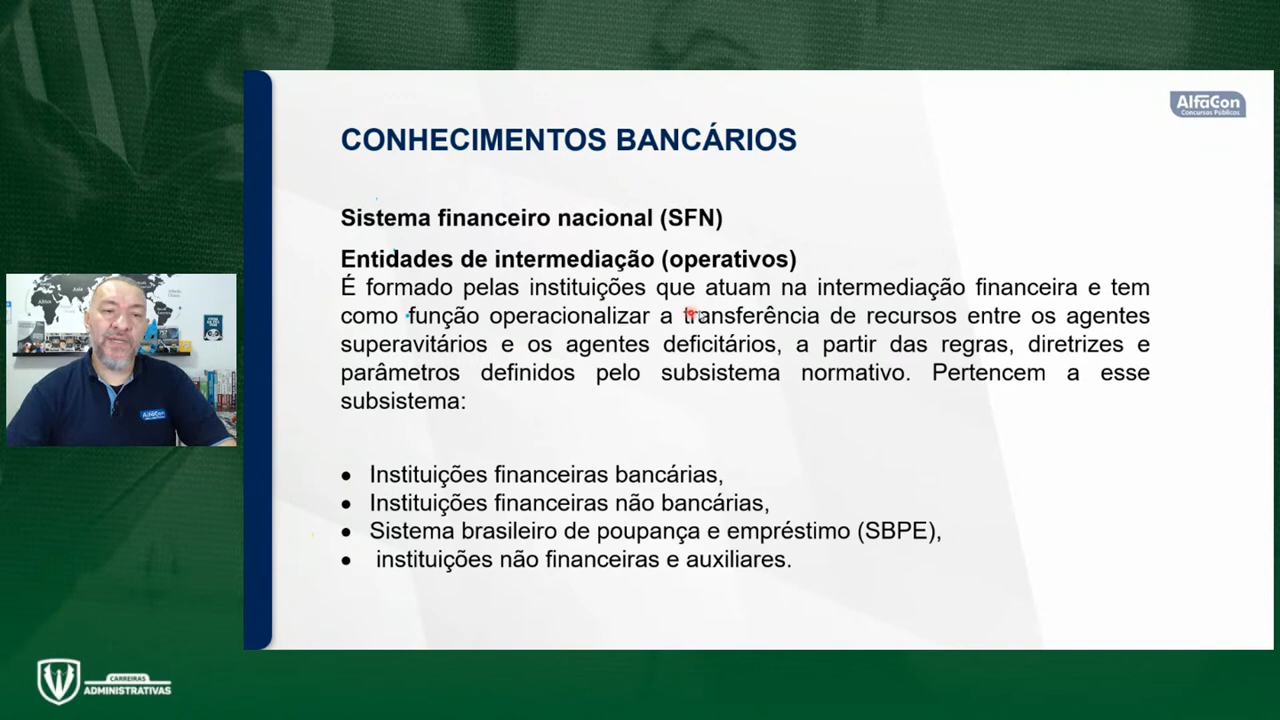 AlfaCon
Concursos Públicos
CONHECIMENTOS BANCÁRIOS
Sistema financeiro nacional (SFN)
Entidades de intermediação (operativos)
É formado pelas instituições que atuam na intermediação financeira e tem
como função operacionalizar a transferência de recursos entre os agentes
superavitários e os agentes deficitários, a partir das regras, diretrizes e
parâmetros definidos pelo subsistema normativo. Pertencem a esse
subsistema:
• Instituições financeiras bancárias,
• Instituições financeiras não bancárias,
• Sistema brasileiro de poupança e empréstimo (SBPE),
• instituições não financeiras e auxiliares.
Asia
Africa
AlfaCon
CARREIRAS
ADMINISTRATIVAS